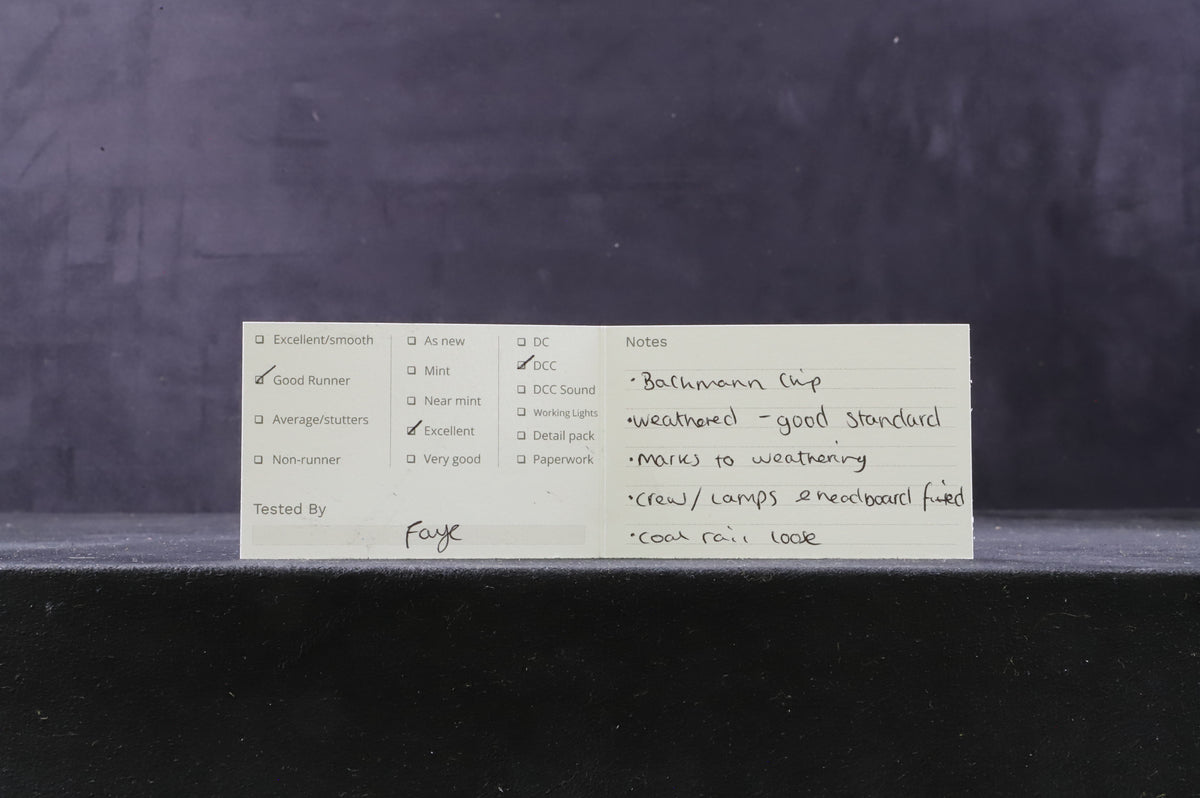 Excellent/smooth
Good Runner
Average/stutters
Non-runner
As new
Mint
Near mint
Excellent
Very good
DC
DCC
DCC Sound
Working Lights
Detail pack
Paperwork
Tested By
Faye
Notes
• Bachmann Chip
• weathered - good standard
• Marks to weathering
• crew/lamps & headboard fitted
• coal rail loose